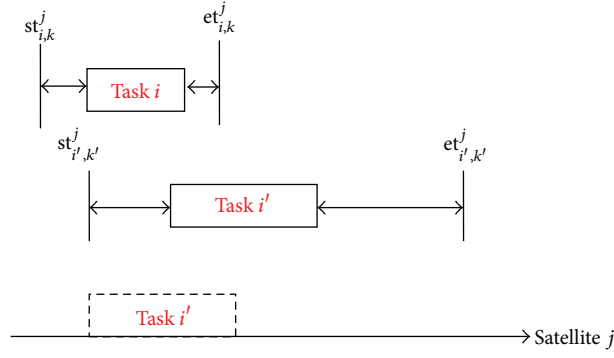 st^j_{i,k} et^j_{i,k}
Task i
st^j_{i′,k′} et^j_{i′,k′}
Task i′
Task i′
Satellite j